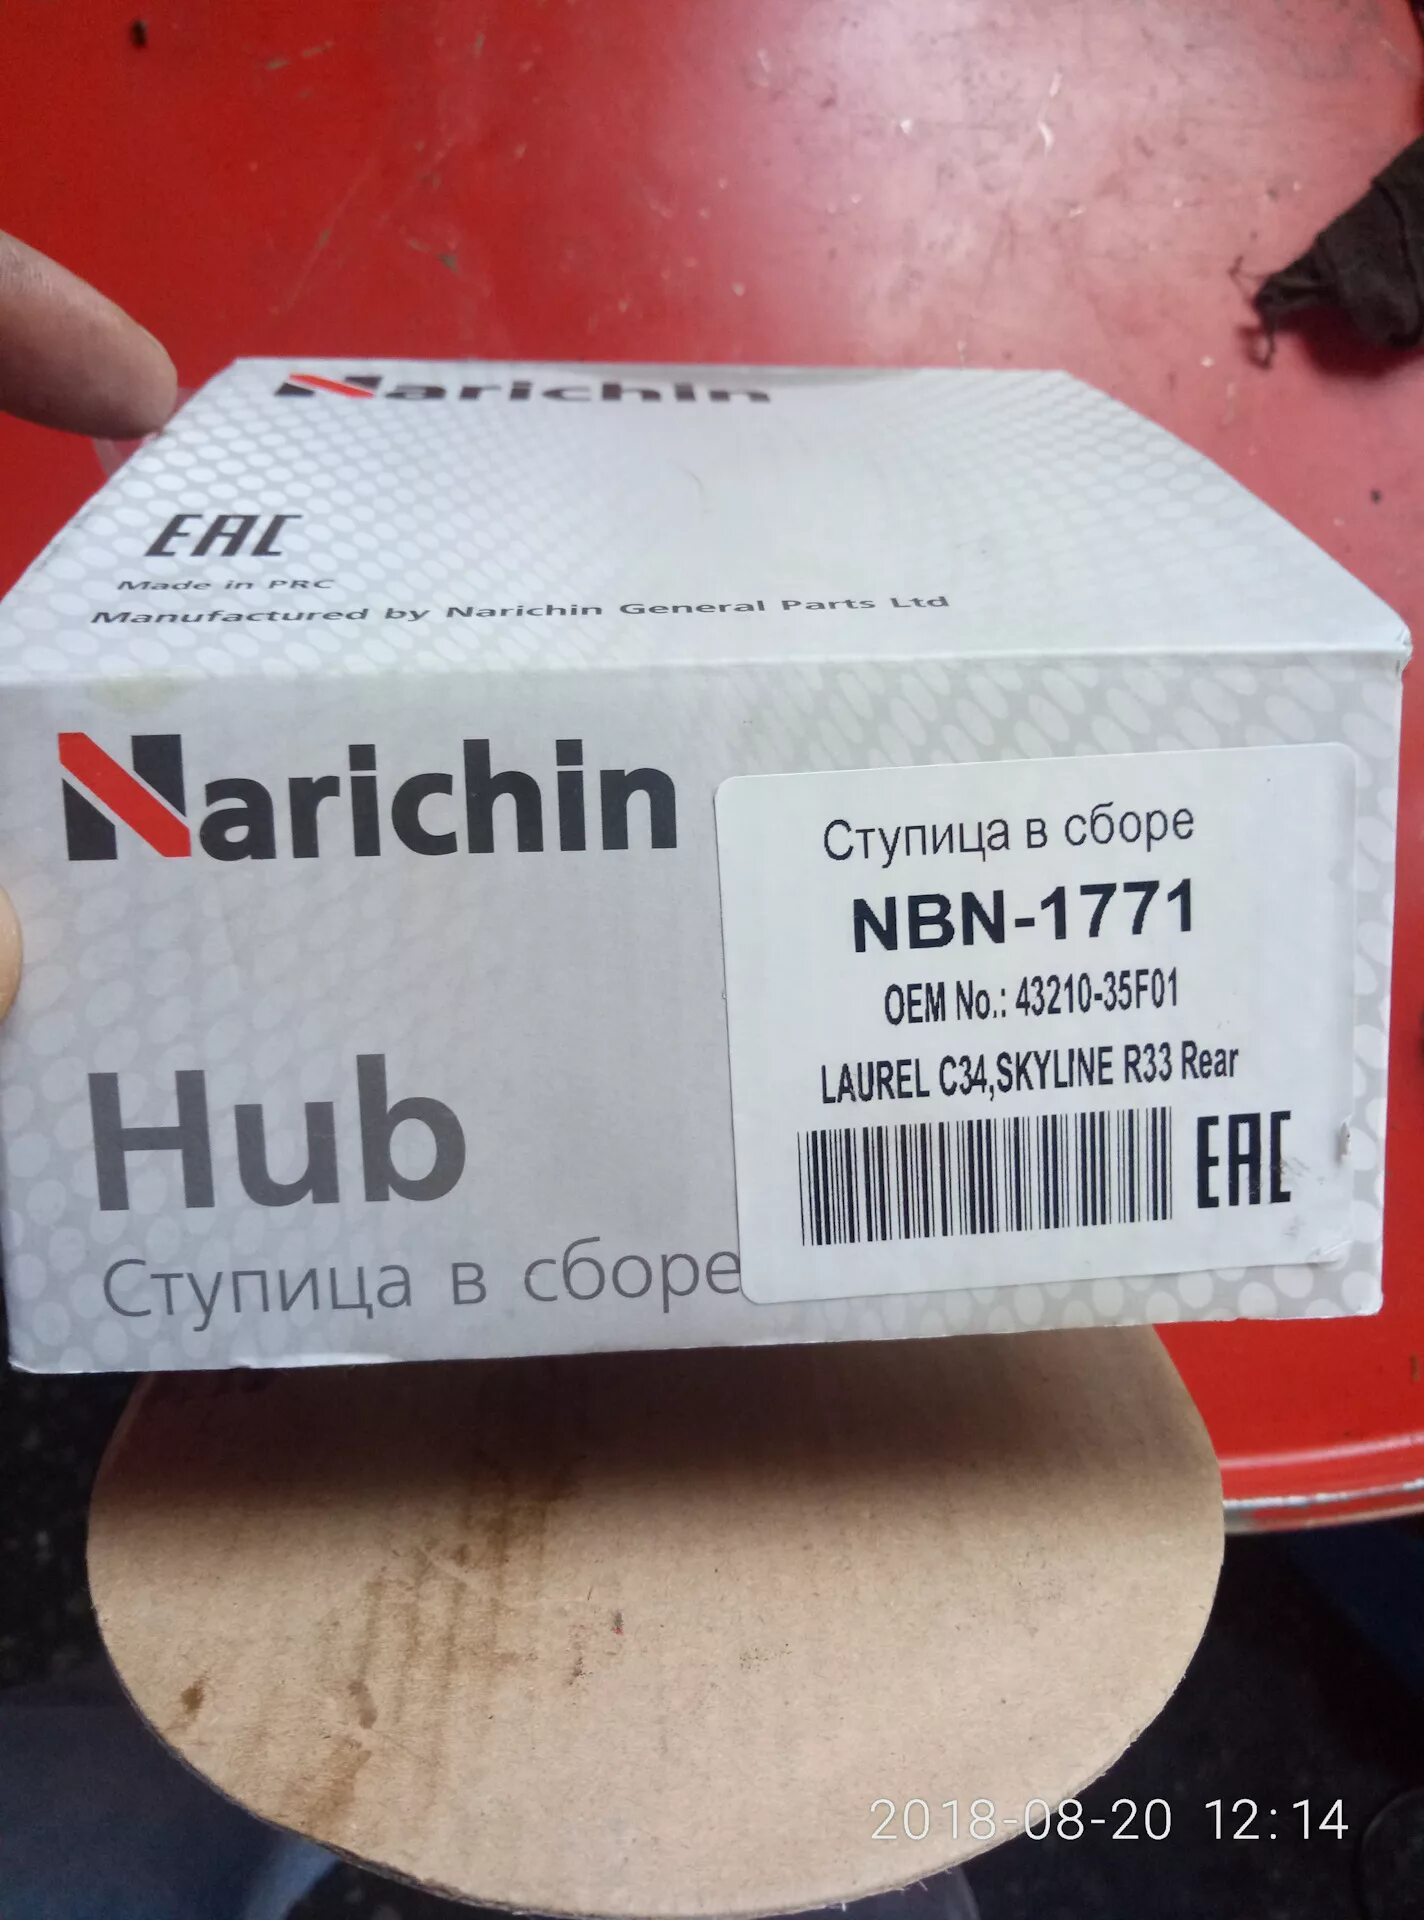 Narichin
EAC
Made in PRC
Manufactured by Narichin General Parts Ltd
Narichin
Hub
Ступица в сборе
Ступица в сборе
NBN-1771
OEM No.: 43210-35F01
LAUREL C34,SKYLINE R33 Rear
EAC
2018-08-20 12:14